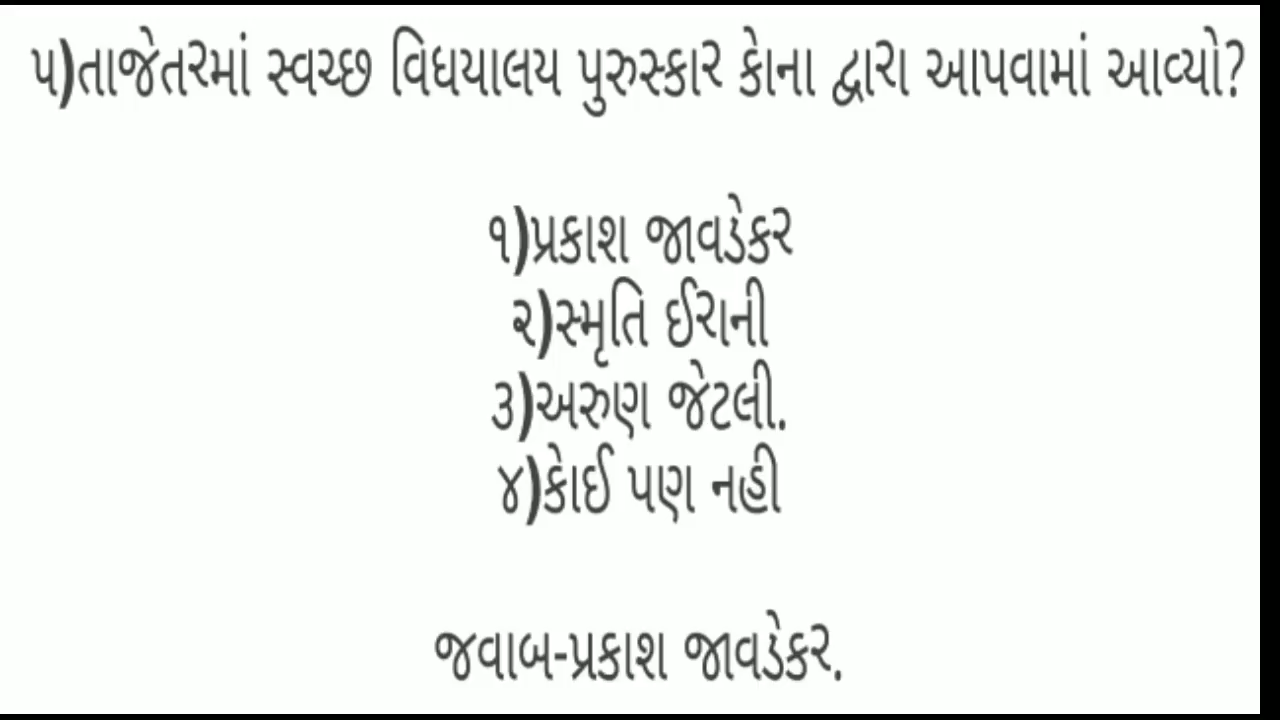 ૫)તાજેતરમાં સ્વચ્છ વિધયાલય પુરુસ્કાર કોના દ્વારા આપવામાં આવ્યો?
૧)પ્રકાશ જાવડેકર
૨)સ્મૃતિ ઈરાની
૩)અરુણ જેટલી.
૪)કોઈ પણ નહી
જવાબ-પ્રકાશ જાવડેકર.